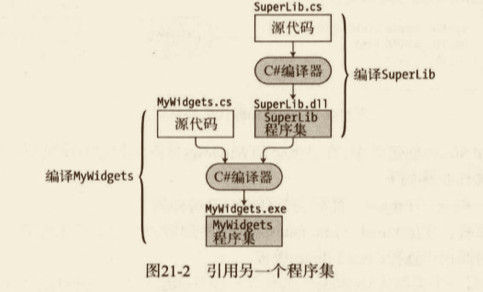 SuperLib.cs
源代码
C#编译器
编译SuperLib
MyWidgets.cs
源代码
SuperLib.dll
SuperLib
程序集
编译MyWidgets
C#编译器
MyWidgets.exe
MyWidgets
程序集
图21-2 引用另一个程序集